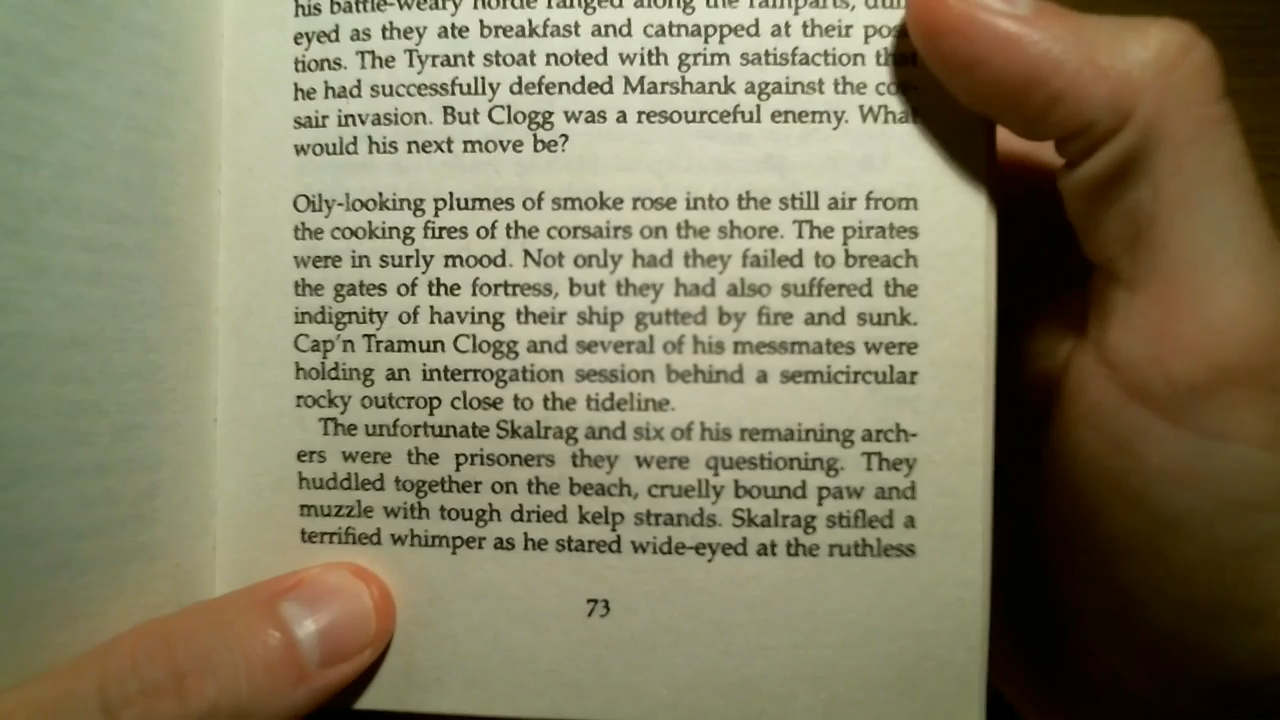 his battle-weary horde ranged along the ramparts,
eyed as they ate breakfast and catnapped at their pos
tions. The Tyrant stoat noted with grim satisfaction
he had successfully defended Marshank against the
sair invasion. But Clogg was a resourceful enemy. What
would his next move be?
Oily-looking plumes of smoke rose into the still air from
the cooking fires of the corsairs on the shore. The pirates
were in surly mood. Not only had they failed to breach
the gates of the fortress, but they had also suffered the
indignity of having their ship gutted by fire and sunk.
Cap'n Tramun Clogg and several of his messmates were
holding an interrogation session behind a semicircular
rocky outcrop close to the tideline.
The unfortunate Skalrag and six of his remaining arch-
ers were the prisoners they were questioning. They
huddled together on the beach, cruelly bound paw and
muzzle with tough dried kelp strands. Skalrag stifled a
terrified whimper as he stared wide-eyed at the ruthless
73